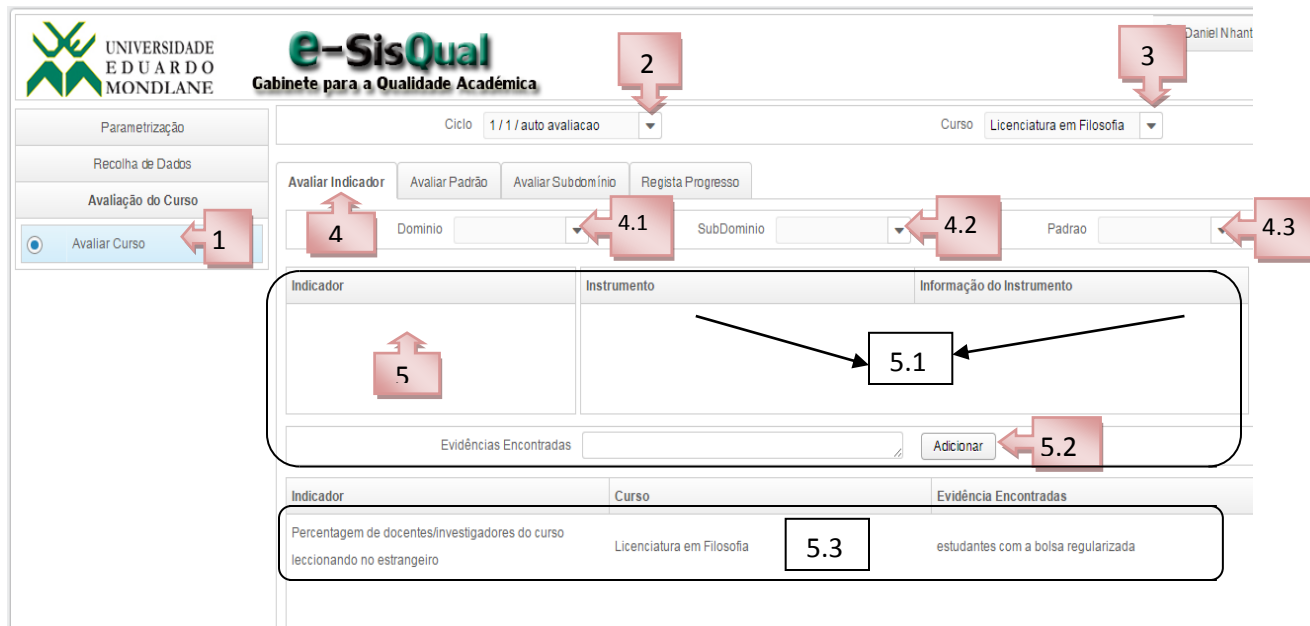 UNIVERSIDADE
EDUARDO
MONDLANE
e-SisQual
Gabinete para a Qualidade Académica
Daniel Nhant
2
3
Parametrização
Recolha de Dados
Avaliação do Curso
Avaliar Curso
1
Ciclo 1 / 1 / auto avaliacao
Curso Licenciatura em Filosofia
Avaliar Indicador Avaliar Padrão Avaliar Subdomínio Regista Progresso
4
Dominio
4.1
SubDominio
4.2
Padrao
4.3
Indicador Instrumento Informação do Instrumento
5
5.1
Evidências Encontradas
Adicionar
5.2
Indicador Curso Evidência Encontradas
Percentagem de docentes/investigadores do curso
leccionando no estrangeiro
Licenciatura em Filosofia
5.3
estudantes com a bolsa regularizada